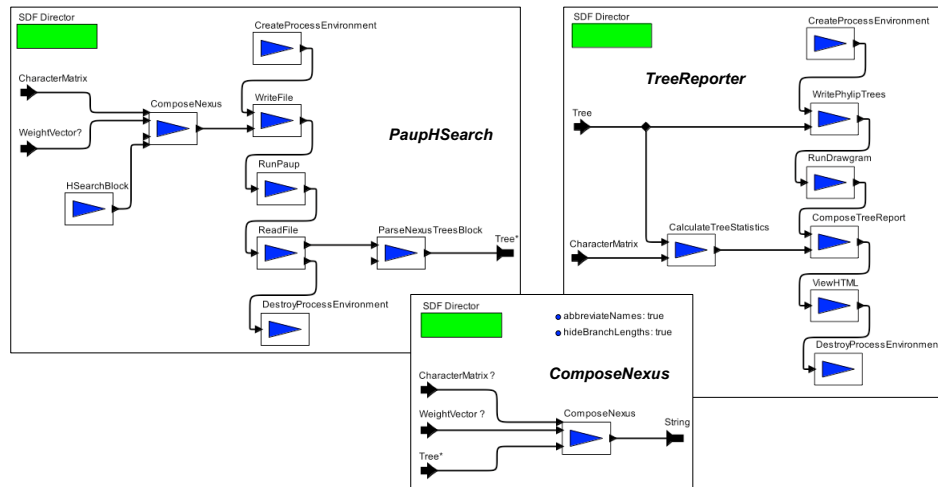 SDF Director
CreateProcessEnvironment
CharacterMatrix
ComposeNexus
WriteFile
WeightVector?
PaupHSearch
RunPaup
HSearchBlock
ReadFile
ParseNexusTreesBlock
Tree*
DestroyProcessEnvironment
SDF Director
CreateProcessEnvironment
TreeReporter
WritePhylipTrees
Tree
RunDrawgram
ComposeTreeReport
CalculateTreeStatistics
CharacterMatrix
ViewHTML
DestroyProcessEnvironment
SDF Director
abbreviateNames: true
hideBranchLengths: true
CharacterMatrix ?
ComposeNexus
WeightVector ?
ComposeNexus
String
Tree*